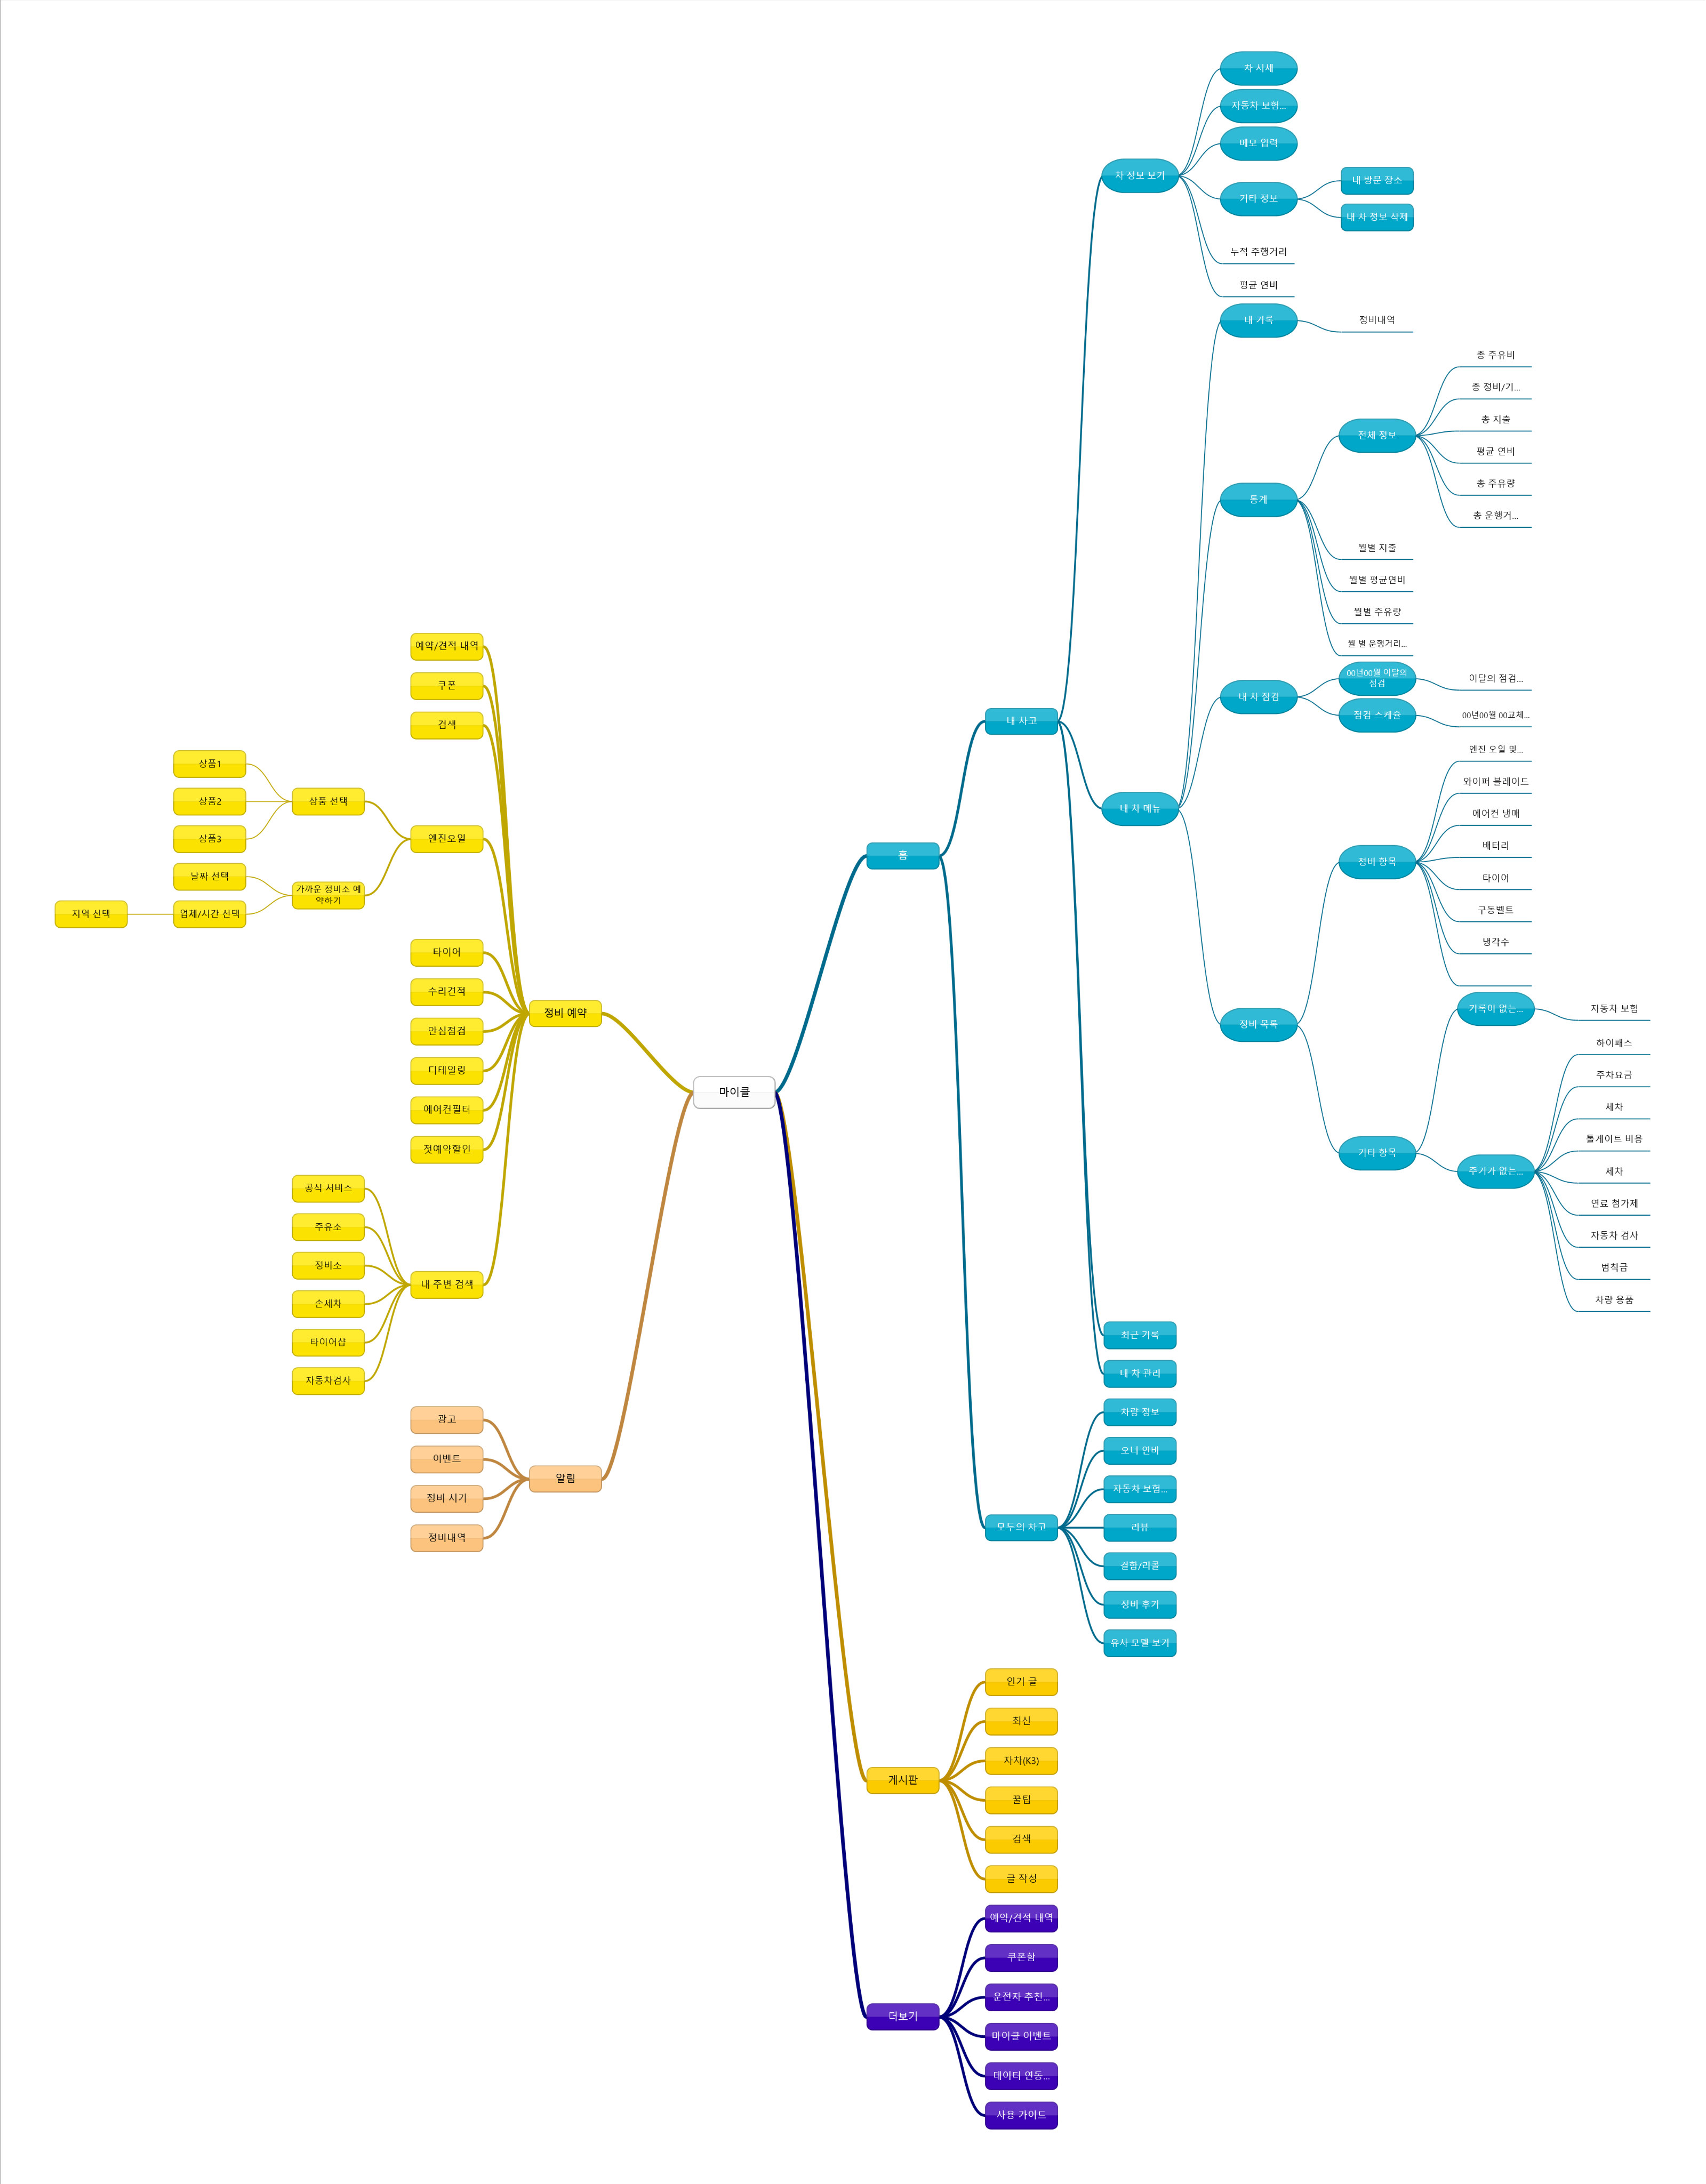 마이클
홈
내 차고
차 정보 보기
차 시세
자동차 보험...
메모 입력
기타 정보
내 방문 장소
내 차 정보 삭제
누적 주행거리
평균 연비
내 차 메뉴
내 기록
정비내역
통계
전체 정보
총 주유비
총 정비/기...
총 지출
평균 연비
총 주유량
총 운행거...
월별 지출
월별 평균연비
월별 주유량
월 별 운행거리...
내 차 점검
00년00월 이달의
점검
이달의 점검...
점검 스케쥴
00년00월 00교체...
정비 목록
정비 항목
엔진 오일 및...
와이퍼 블레이드
에어컨 냉매
배터리
타이어
구동벨트
냉각수
기타 항목
기록이 없는...
자동차 보험
주기가 없는...
하이패스
주차요금
세차
톨게이트 비용
세차
연료 첨가제
자동차 검사
범칙금
차량 용품
최근 기록
내 차 관리
모두의 차고
차량 정보
오너 연비
자동차 보험...
리뷰
결함/리콜
정비 후기
유사 모델 보기
게시판
인기 글
최신
자차(K3)
꿀팁
검색
글 작성
더보기
예약/견적 내역
쿠폰함
운전자 추천...
마이클 이벤트
데이터 연동...
사용 가이드
정비 예약
예약/견적 내역
쿠폰
검색
엔진오일
상품 선택
상품1
상품2
상품3
가까운 정비소 예
약하기
날짜 선택
업체/시간 선택
지역 선택
타이어
수리견적
안심점검
디테일링
에어컨필터
첫예약할인
내 주변 검색
공식 서비스
주유소
정비소
손세차
타이어샵
자동차검사
알림
광고
이벤트
정비 시기
정비내역